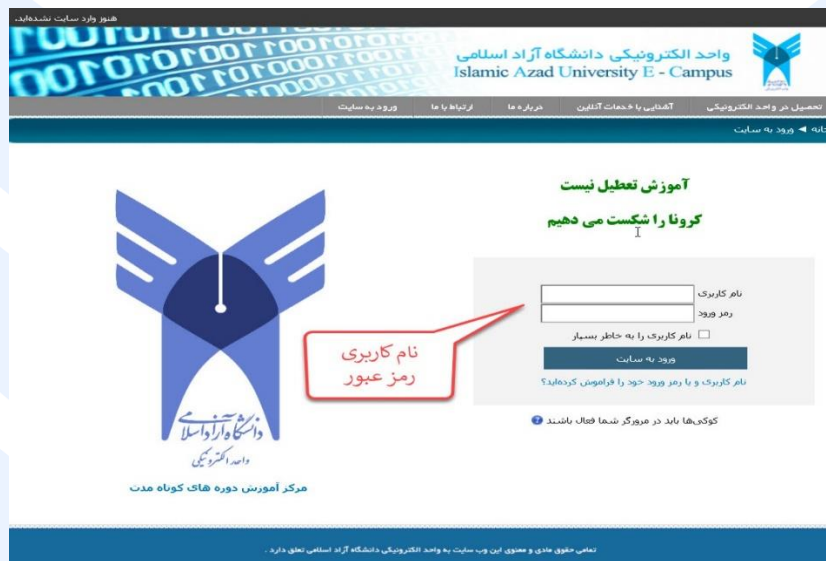 هنوز وارد سایت نشده‌اید.
واحد الکترونیکی دانشگاه آزاد اسلامی
Islamic Azad University E - Campus
تحصیل در واحد الکترونیکی
آشنایی با خدمات آنلاین
درباره ما
ارتباط با ما
ورود به سایت
خانه ◄ ورود به سایت
آموزش تعطیل نیست
کرونا را شکست می دهیم
نام کاربری
رمز ورود
نام کاربری را به خاطر بسپار
ورود به سایت
نام کاربری و یا رمز ورود خود را فراموش کرده‌اید؟
کوکی‌ها باید در مرورگر شما فعال باشند
نام کاربری
رمز عبور
دانشگاه آزاد اسلامی
واحد الکترونیکی
مرکز آموزش دوره های کوتاه مدت
تمامی حقوق مادی و معنوی این وب سایت به واحد الکترونیکی دانشگاه آزاد اسلامی تعلق دارد .